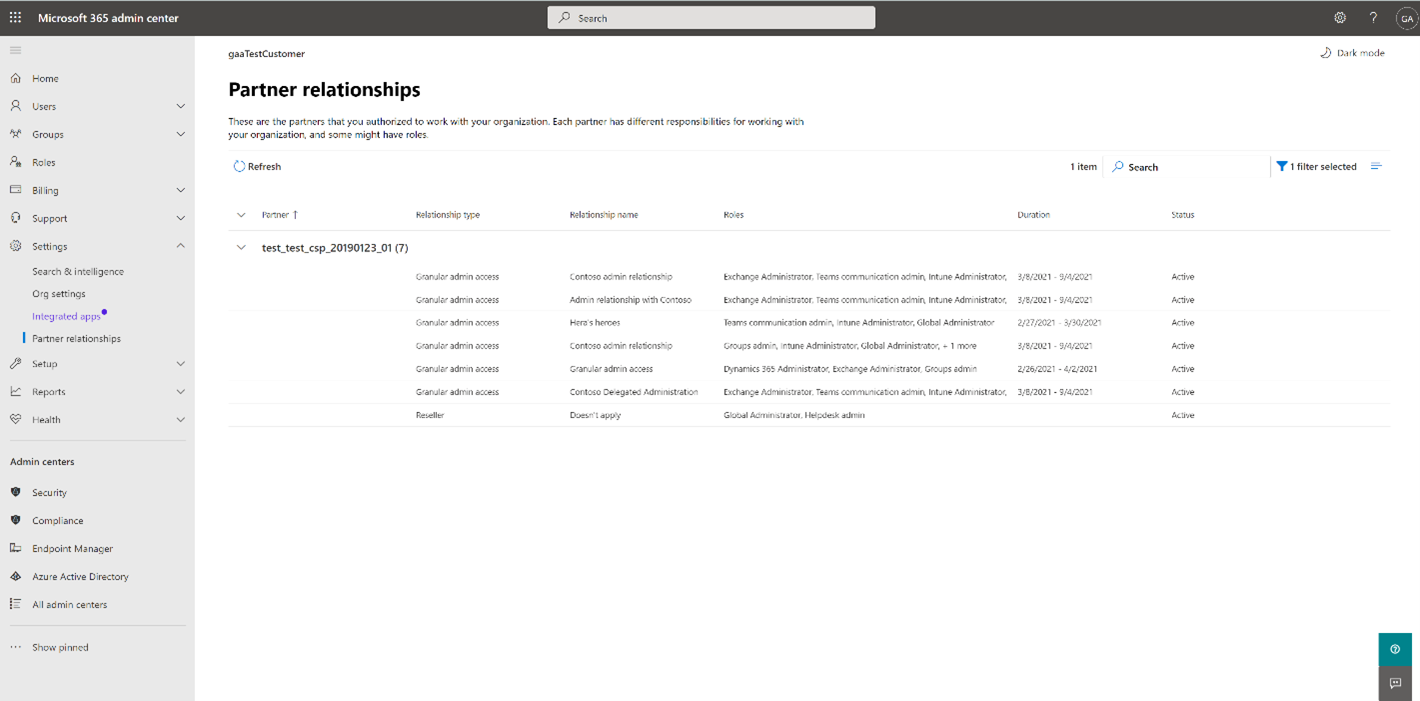 Microsoft 365 admin center
Search
GA
gaaTestCustomer
Dark mode
Home
Users
Groups
Roles
Billing
Support
Settings
Search & intelligence
Org settings
Integrated apps
Partner relationships
Setup
Reports
Health
Admin centers
Security
Compliance
Endpoint Manager
Azure Active Directory
All admin centers
Show pinned
Partner relationships
These are the partners that you authorized to work with your organization. Each partner has different responsibilities for working with
your organization, and some might have roles.
Refresh 1 item Search 1 filter selected
Partner ↑ Relationship type Relationship name Roles Duration Status
test_test_csp_20190123_01 (7)
Granular admin access Contoso admin relationship Exchange Administrator, Teams communication admin, Intune Administrator, 3/8/2021 - 9/4/2021 Active
Granular admin access Admin relationship with Contoso Exchange Administrator, Teams communication admin, Intune Administrator, 3/8/2021 - 9/4/2021 Active
Granular admin access Hera's heroes Teams communication admin, Intune Administrator, Global Administrator 2/27/2021 - 3/30/2021 Active
Granular admin access Contoso admin relationship Groups admin, Intune Administrator, Global Administrator, + 1 more 3/8/2021 - 9/4/2021 Active
Granular admin access Granular admin access Dynamics 365 Administrator, Exchange Administrator, Groups admin 2/26/2021 - 4/2/2021 Active
Granular admin access Contoso Delegated Administration Exchange Administrator, Teams communication admin, Intune Administrator, 3/8/2021 - 9/4/2021 Active
Reseller Doesn't apply Global Administrator, Helpdesk admin Active